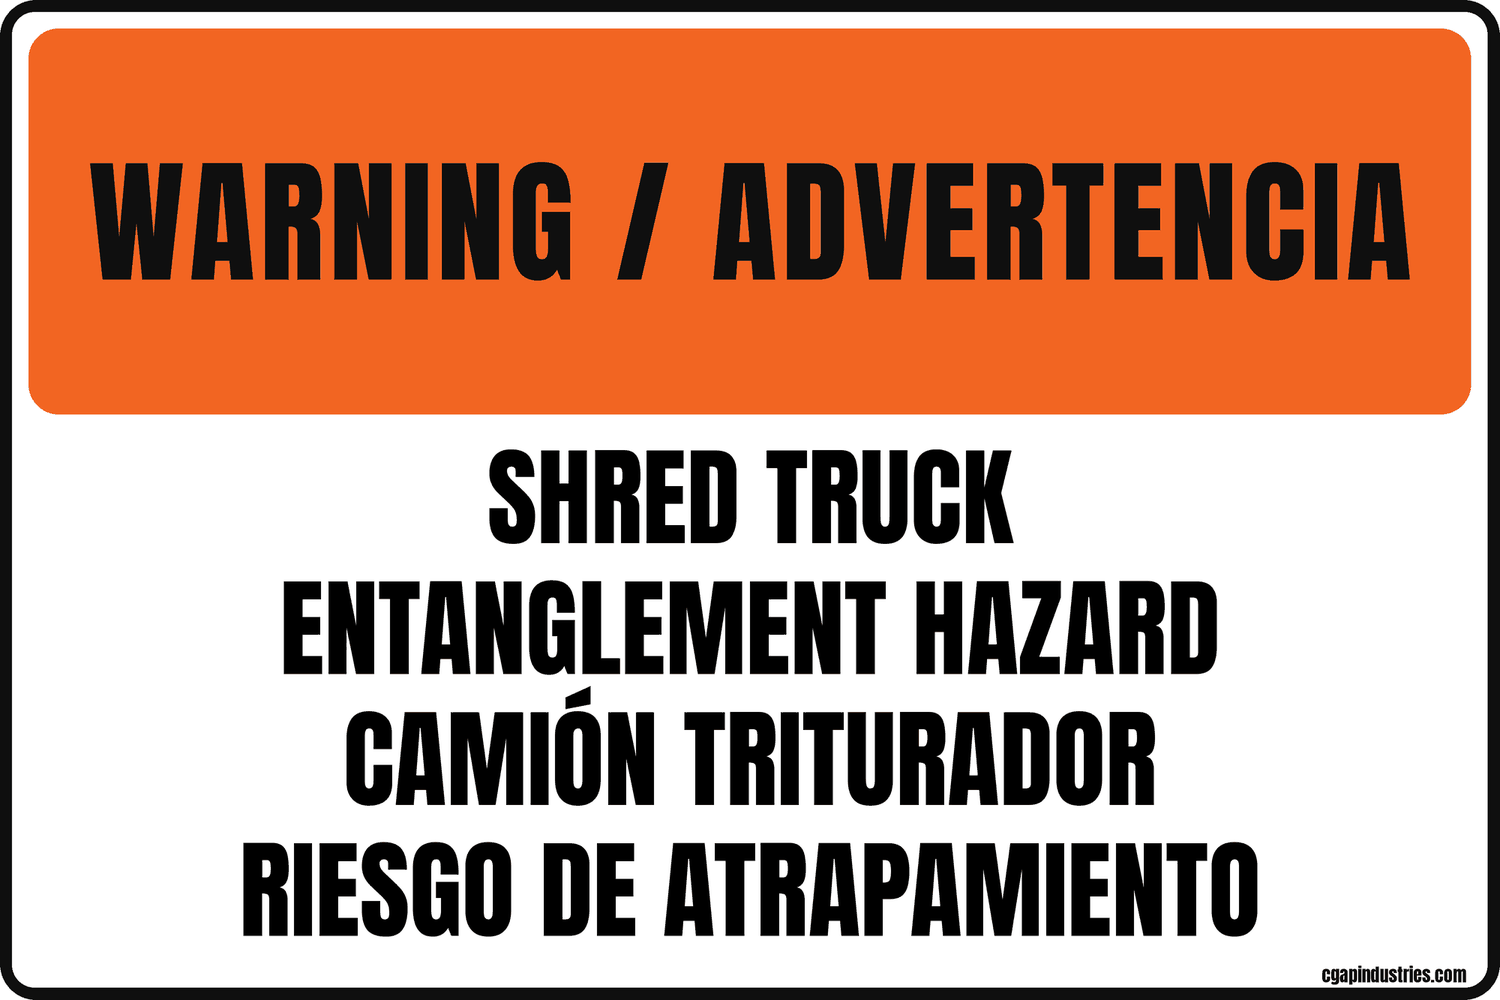 WARNING / ADVERTENCIA
SHRED TRUCK
ENTANGLEMENT HAZARD
CAMIÓN TRITURADOR
RIESGO DE ATRAPAMIENTO
cgapindustries.com